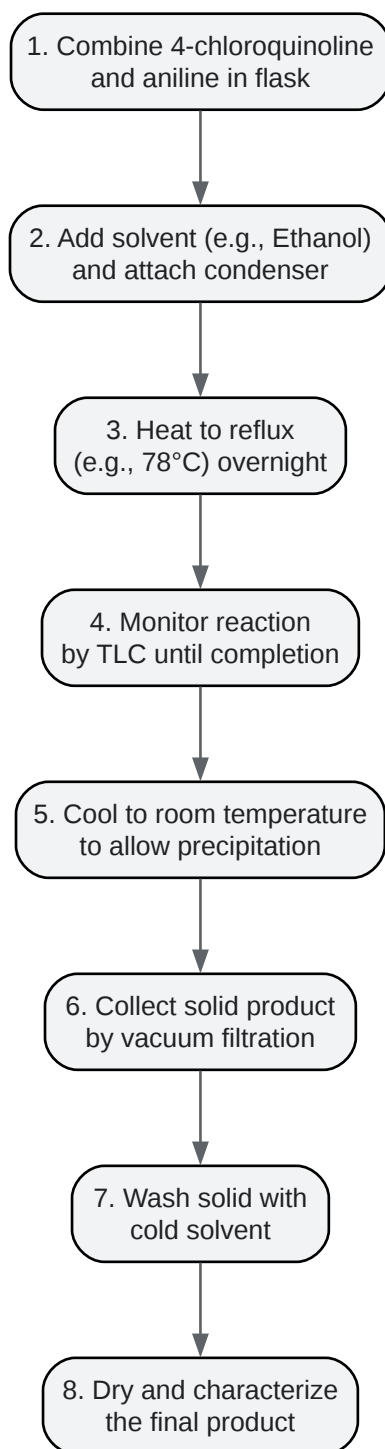 1. Combine 4-chloroquinoline
and aniline in flask
2. Add solvent (e.g., Ethanol)
and attach condenser
3. Heat to reflux
(e.g., 78°C) overnight
4. Monitor reaction
by TLC until completion
5. Cool to room temperature
to allow precipitation
6. Collect solid product
by vacuum filtration
7. Wash solid with
cold solvent
8. Dry and characterize
the final product